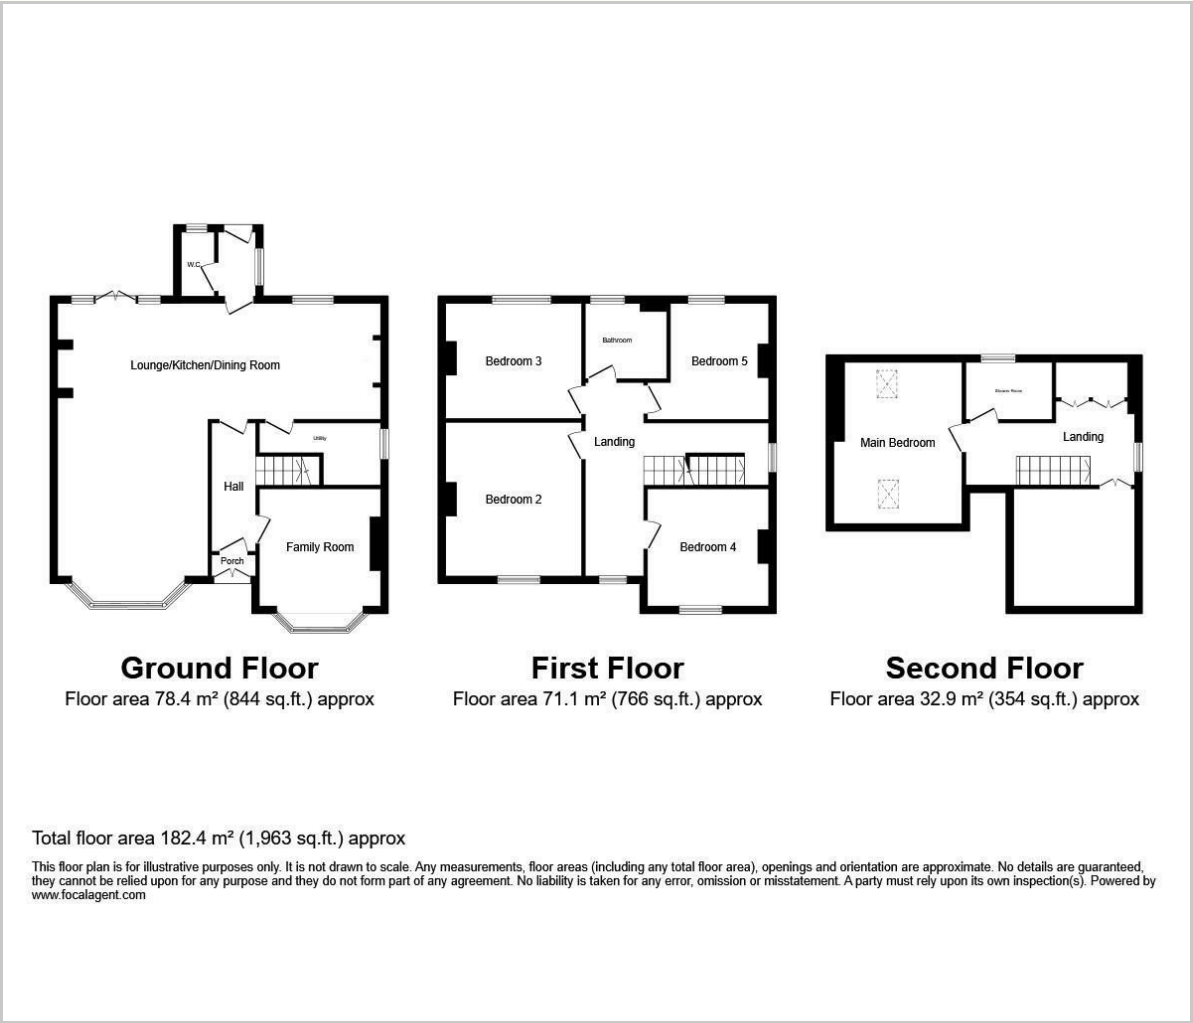 W.C.
Lounge/Kitchen/Dining Room
Utility
Hall
Family Room
Porch
Bedroom 3
Bathroom
Bedroom 5
Landing
Bedroom 2
Bedroom 4
Shower Room
Main Bedroom
Landing
Ground Floor
Floor area 78.4 m² (844 sq.ft.) approx
First Floor
Floor area 71.1 m² (766 sq.ft.) approx
Second Floor
Floor area 32.9 m² (354 sq.ft.) approx
Total floor area 182.4 m² (1,963 sq.ft.) approx
This floor plan is for illustrative purposes only. It is not drawn to scale. Any measurements, floor areas (including any total floor area), openings and orientation are approximate. No details are guaranteed,
they cannot be relied upon for any purpose and they do not form part of any agreement. No liability is taken for any error, omission or misstatement. A party must rely upon its own inspection(s). Powered by
www.focalagent.com